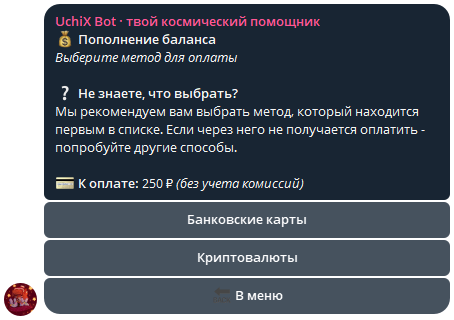 UchiX Bot · твой космический помощник
💰 Пополнение баланса
Выберите метод для оплаты
❔ Не знаете, что выбрать?
Мы рекомендуем вам выбрать метод, который находится
первым в списке. Если через него не получается оплатить -
попробуйте другие способы.
💳 К оплате: 250 ₽ (без учета комиссий)
Банковские карты
Криптовалюты
В меню